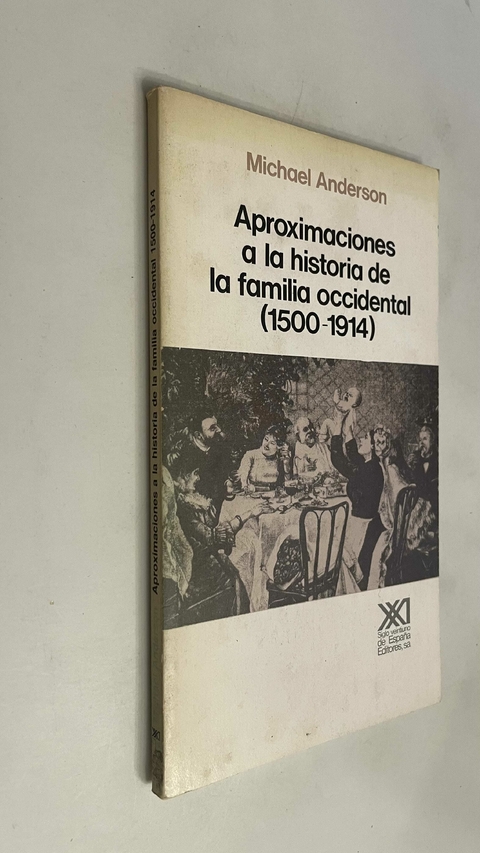 Michael Anderson
Aproximaciones
a la historia de
la familia occidental
(1500-1914)
XXI
Siglo veintiuno
de España
Editores, sa
Aproximaciones a la historia de la familia occidental 1500-1914
XXI